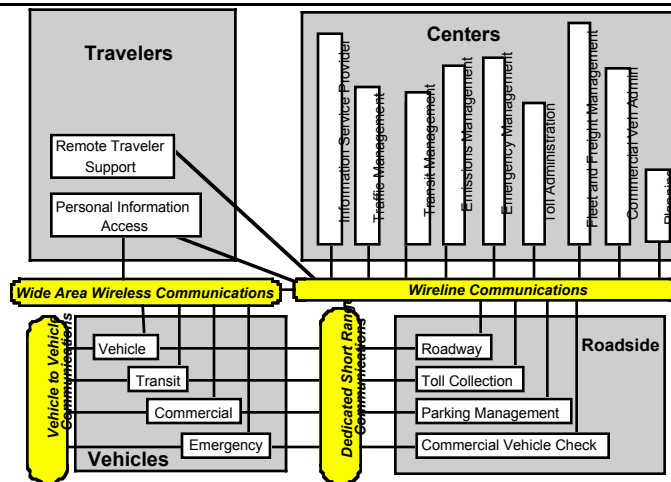 Travelers
Centers
Remote Traveler
Support
Personal Information
Access
Information Service Provider
Traffic Management
Transit Management
Emissions Management
Emergency Management
Toll Administration
Fleet and Freight Management
Commercial Veh Admin
Planning
Wide Area Wireless Communications
Wireline Communications
Vehicle to Vehicle
Communications
Vehicle
Transit
Commercial
Emergency
Vehicles
Dedicated Short Range
Communications
Roadway
Toll Collection
Parking Management
Commercial Vehicle Check
Roadside